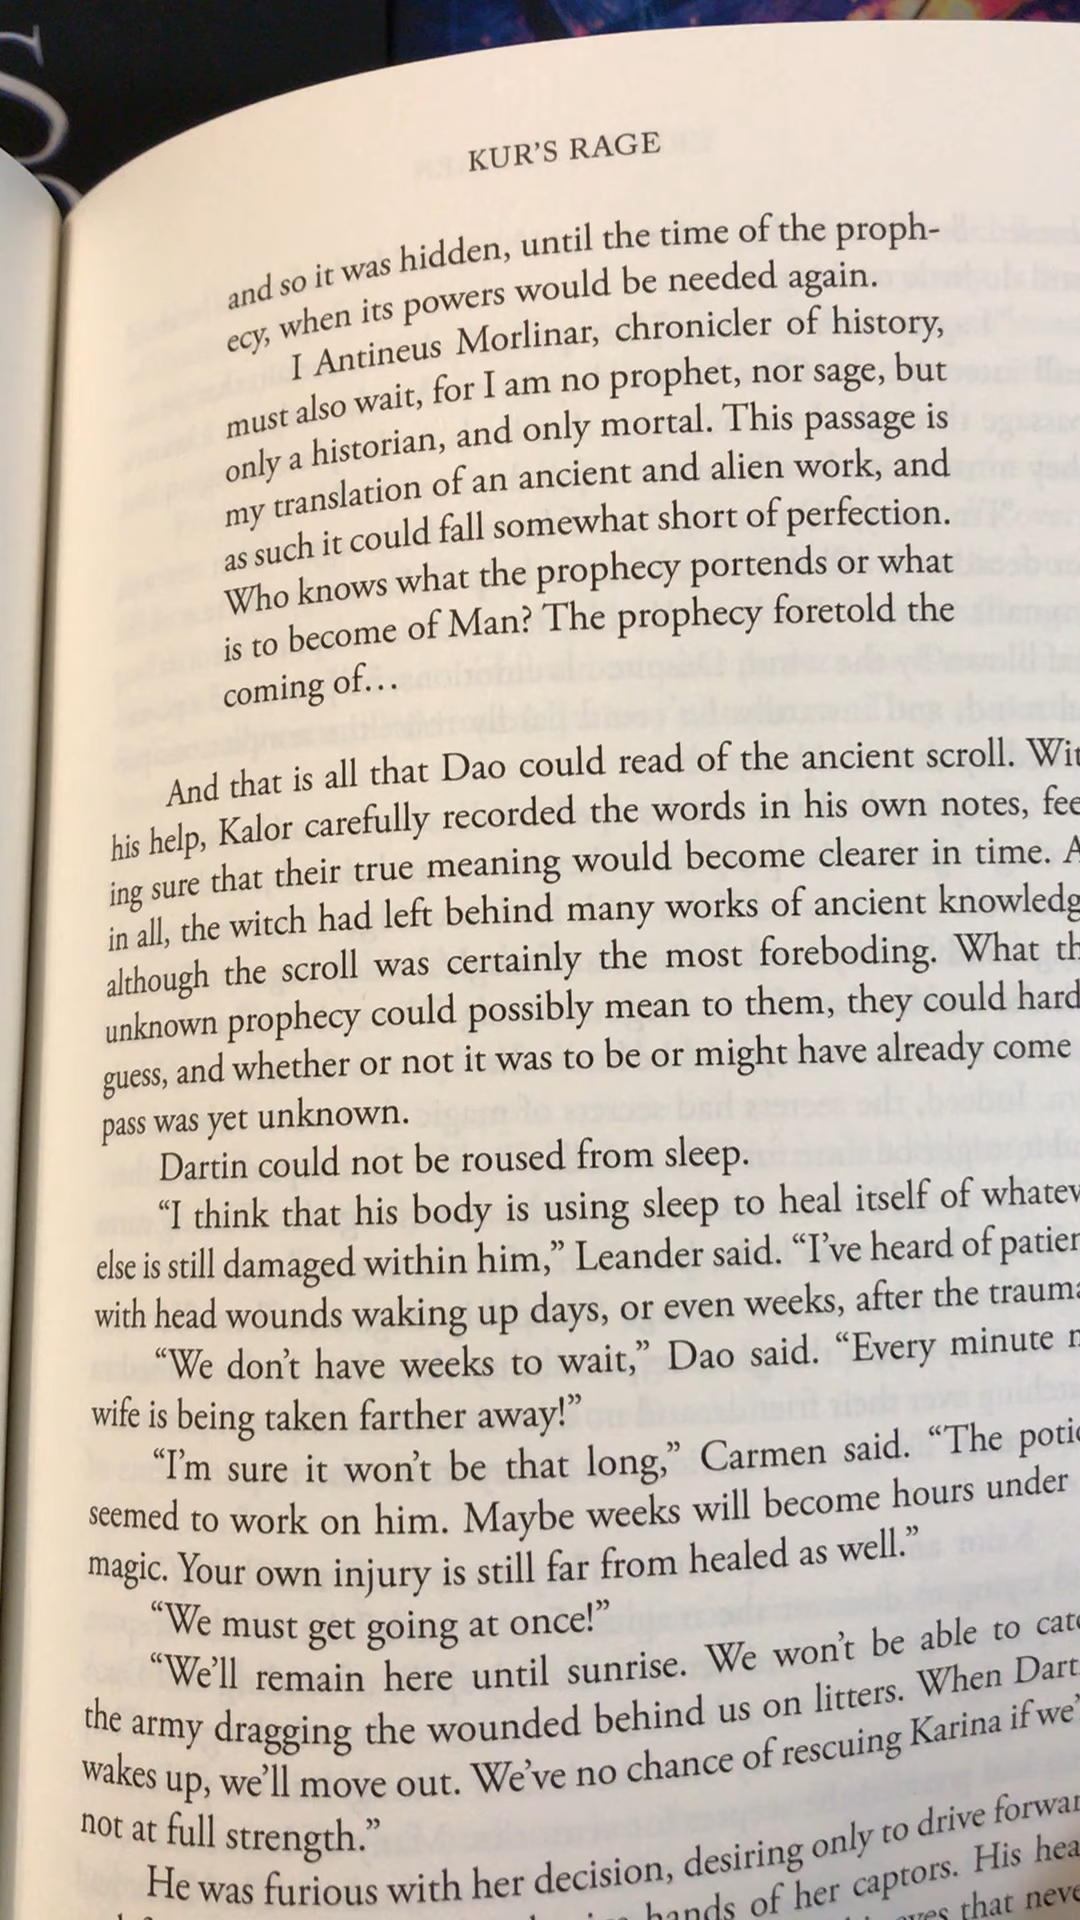 KUR'S RAGE
and so it was hidden, until the time of the proph-
ecy, when its powers would be needed again.
I Antineus Morlinar, chronicler of history,
must also wait, for I am no prophet, nor sage, but
only a historian, and only mortal. This passage is
my translation of an ancient and alien work, and
as such it could fall somewhat short of perfection.
Who knows what the prophecy portends or what
is to become of Man? The prophecy foretold the
coming of…
And that is all that Dao could read of the ancient scroll.
his help, Kalor carefully recorded the words in his own notes,
ing sure that their true meaning would become clearer in time.
in all, the witch had left behind many works of ancient
although the scroll was certainly the most foreboding. What
unknown prophecy could possibly mean to them, they could
guess, and whether or not it was to be or might have already come
pass was yet unknown.
Dartin could not be roused from sleep.
“I think that his body is using sleep to heal itself of
else is still damaged within him,” Leander said. “I’ve heard of
with head wounds waking up days, or even weeks, after the
“We don’t have weeks to wait,” Dao said. “Every minute
wife is being taken farther away!”
“I’m sure it won’t be that long,” Carmen said. “The
seemed to work on him. Maybe weeks will become hours under
magic. Your own injury is still far from healed as well.”
“We must get going at once!”
“We’ll remain here until sunrise. We won’t be able to
the army dragging the wounded behind us on litters. When
wakes up, we’ll move out. We’ve no chance of rescuing Karina if
not at full strength.”
He was furious with her decision, desiring only to drive
hands of her captors. His
that